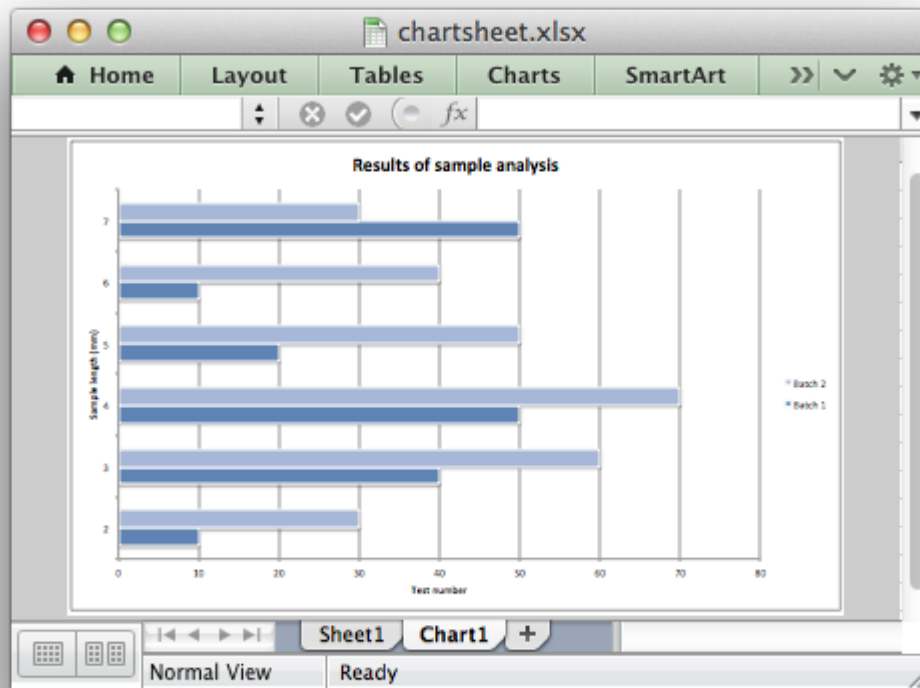 chartsheet.xlsx
Home Layout Tables Charts SmartArt
fx
Results of sample analysis
7
6
5
4
3
2
Sample length (mm)
Batch 2
Batch 1
0 10 20 30 40 50 60 70 80
Test number
Sheet1 Chart1 +
Normal View Ready